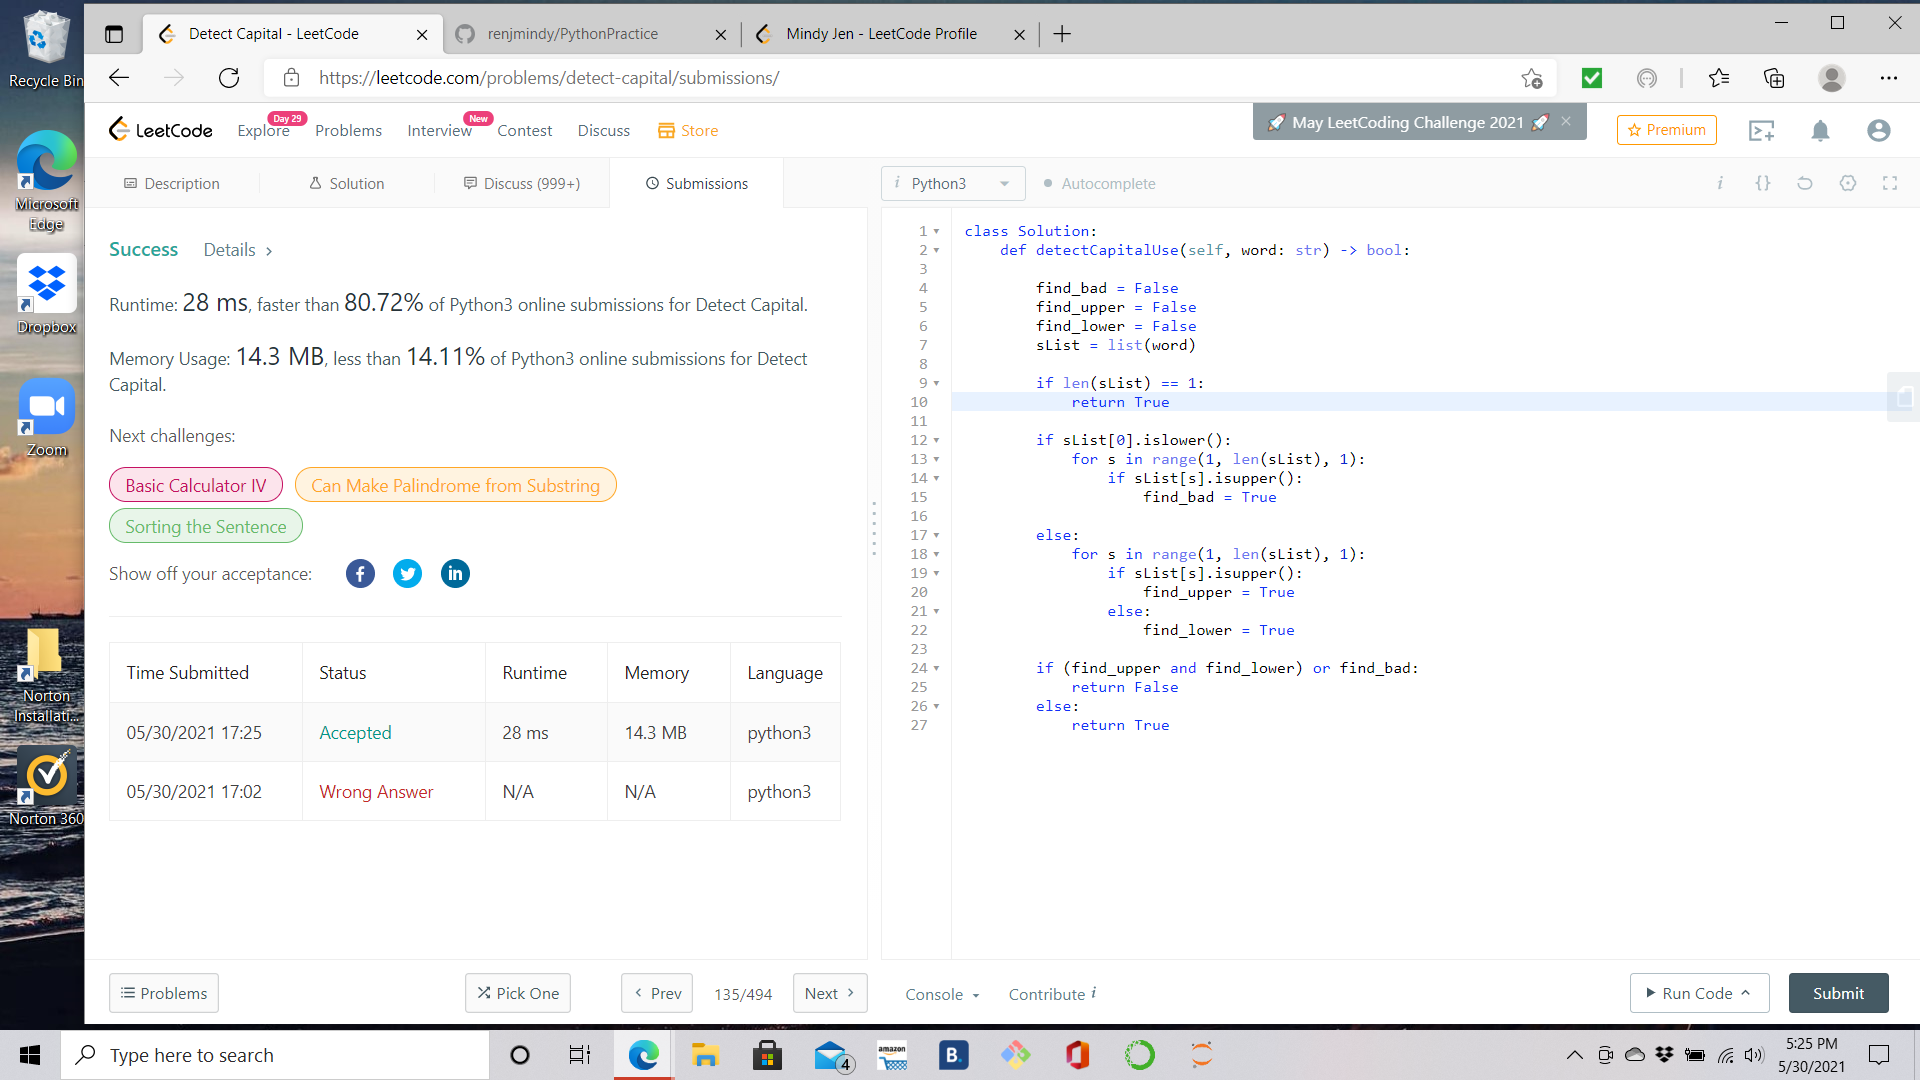 Recycle Bin
Microsoft
Edge
Dropbox
Zoom
Norton
Installati...
Norton 360
Detect Capital - LeetCode
renjmindy/PythonPractice
Mindy Jen - LeetCode Profile
https://leetcode.com/problems/detect-capital/submissions/
LeetCode
Explore
Day 29
Problems
Interview
New
Contest
Discuss
Store
🚀 May LeetCoding Challenge 2021 🚀
Premium
Description
Solution
Discuss (999+)
Submissions
i Python3
Autocomplete
i
{}
Success
Details >
Runtime: 28 ms, faster than 80.72% of Python3 online submissions for Detect Capital.
Memory Usage: 14.3 MB, less than 14.11% of Python3 online submissions for Detect
Capital.
Next challenges:
Basic Calculator IV
Can Make Palindrome from Substring
Sorting the Sentence
Show off your acceptance:
Time Submitted Status Runtime Memory Language
05/30/2021 17:25 Accepted 28 ms 14.3 MB python3
05/30/2021 17:02 Wrong Answer N/A N/A python3
1 class Solution:
2     def detectCapitalUse(self, word: str) -> bool:
3
4         find_bad = False
5         find_upper = False
6         find_lower = False
7         sList = list(word)
8
9         if len(sList) == 1:
10             return True
11
12         if sList[0].islower():
13             for s in range(1, len(sList), 1):
14                 if sList[s].isupper():
15                     find_bad = True
16
17         else:
18             for s in range(1, len(sList), 1):
19                 if sList[s].isupper():
20                     find_upper = True
21                 else:
22                     find_lower = True
23
24         if (find_upper and find_lower) or find_bad:
25             return False
26         else:
27             return True
Problems
Pick One
< Prev
135/494
Next >
Console
Contribute i
Run Code
Submit
Type here to search
4
amazon
B.
5:25 PM
5/30/2021